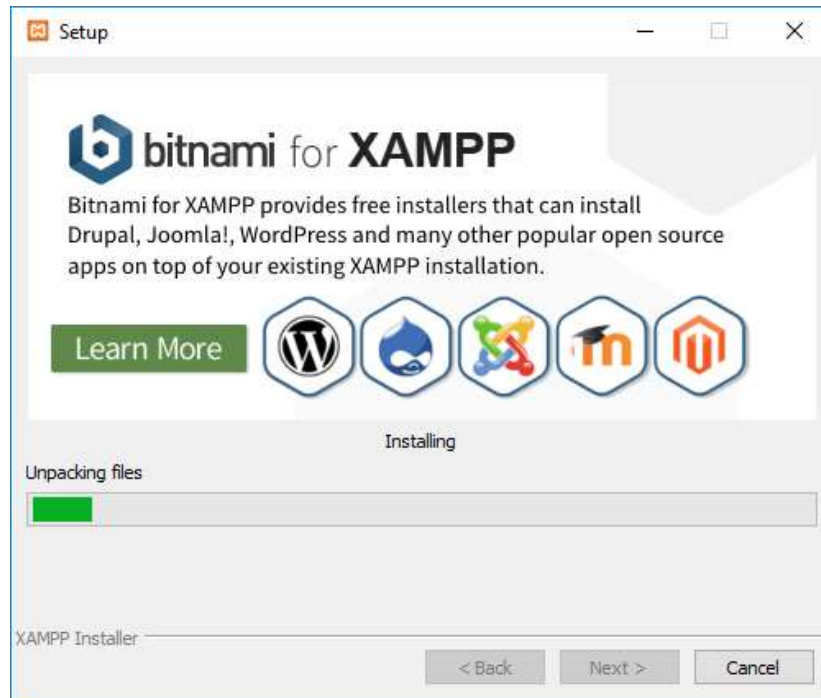 Setup
bitnami for XAMPP
Bitnami for XAMPP provides free installers that can install
Drupal, Joomla!, WordPress and many other popular open source
apps on top of your existing XAMPP installation.
Learn More
Installing
Unpacking files
XAMPP Installer
< Back Next > Cancel